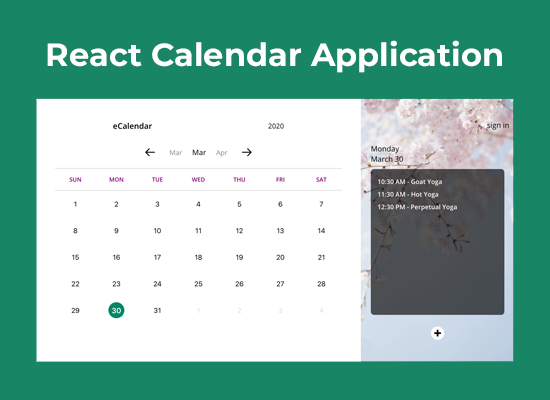 React Calendar Application
eCalendar 2020
Mar Mar Apr
SUN MON TUE WED THU FRI SAT
1 2 3 4 5 6 7
8 9 10 11 12 13 14
15 16 17 18 19 20 21
22 23 24 25 26 27 28
29 30 31 1 2 3 4
sign in
Monday
March 30
10:30 AM - Goat Yoga
11:30 AM - Hot Yoga
12:30 PM - Perpetual Yoga